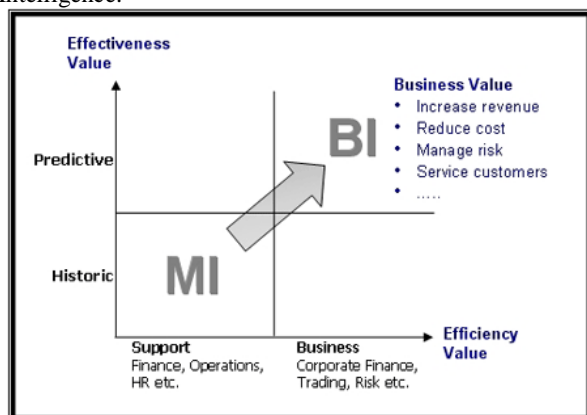 Intelligence.
Effectiveness
Value
Business Value
• Increase revenue
• Reduce cost
• Manage risk
• Service customers
• .....
BI
Predictive
Historic
MI
Efficiency
Value
Support
Finance, Operations,
HR etc.
Business
Corporate Finance,
Trading, Risk etc.